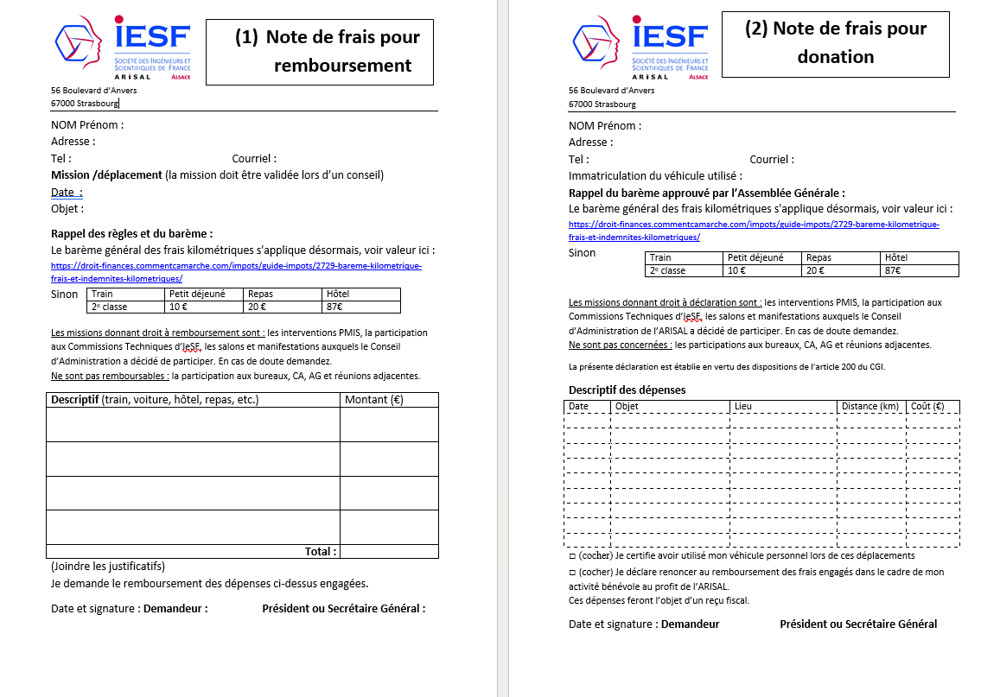 iESF
SOCIÉTÉ DES INGÉNIEURS ET
SCIENTIFIQUES DE FRANCE
ARiSAL ALSACE
(1) Note de frais pour
remboursement
56 Boulevard d’Anvers
67000 Strasbourg
NOM Prénom :
Adresse :
Tel : Courriel :
Mission /déplacement (la mission doit être validée lors d’un conseil)
Date :
Objet :
Rappel des règles et du barème :
Le barème général des frais kilométriques s'applique désormais, voir valeur ici :
https://droit-finances.commentcamarche.com/impots/guide-impots/2729-bareme-kilometrique-
frais-et-indemnites-kilometriques/
Sinon
Train Petit déjeuné Repas Hôtel
2e classe 10 € 20 € 87€
Les missions donnant droit à remboursement sont : les interventions PMIS, la participation
aux Commissions Techniques d’IeSF, les salons et manifestations auxquels le Conseil
d’Administration a décidé de participer. En cas de doute demandez.
Ne sont pas remboursables : la participation aux bureaux, CA, AG et réunions adjacentes.
Descriptif (train, voiture, hôtel, repas, etc.) Montant (€)
Total :
(Joindre les justificatifs)
Je demande le remboursement des dépenses ci-dessus engagées.
Date et signature : Demandeur : Président ou Secrétaire Général :
iESF
SOCIÉTÉ DES INGÉNIEURS ET
SCIENTIFIQUES DE FRANCE
ARiSAL ALSACE
(2) Note de frais pour
donation
56 Boulevard d’Anvers
67000 Strasbourg
NOM Prénom :
Adresse :
Tel : Courriel :
Immatriculation du véhicule utilisé :
Rappel du barème approuvé par l’Assemblée Générale :
Le barème général des frais kilométriques s'applique désormais, voir valeur ici :
https://droit-finances.commentcamarche.com/impots/guide-impots/2729-bareme-kilometrique-
frais-et-indemnites-kilometriques/
Sinon
Train Petit déjeuné Repas Hôtel
2e classe 10 € 20 € 87€
Les missions donnant droit à déclaration sont : les interventions PMIS, la participation aux
Commissions Techniques d’IeSF, les salons et manifestations auxquels le Conseil
d’Administration de l’ARISAL a décidé de participer. En cas de doute demandez.
Ne sont pas concernées : les participations aux bureaux, CA, AG et réunions adjacentes.
La présente déclaration est établie en vertu des dispositions de l’article 200 du CGI.
Descriptif des dépenses
Date Objet Lieu Distance (km) Coût (€)
□ (cocher) Je certifie avoir utilisé mon véhicule personnel lors de ces déplacements
□ (cocher) Je déclare renoncer au remboursement des frais engagés dans le cadre de mon
activité bénévole au profit de l’ARISAL.
Ces dépenses feront l’objet d’un reçu fiscal.
Date et signature : Demandeur Président ou Secrétaire Général